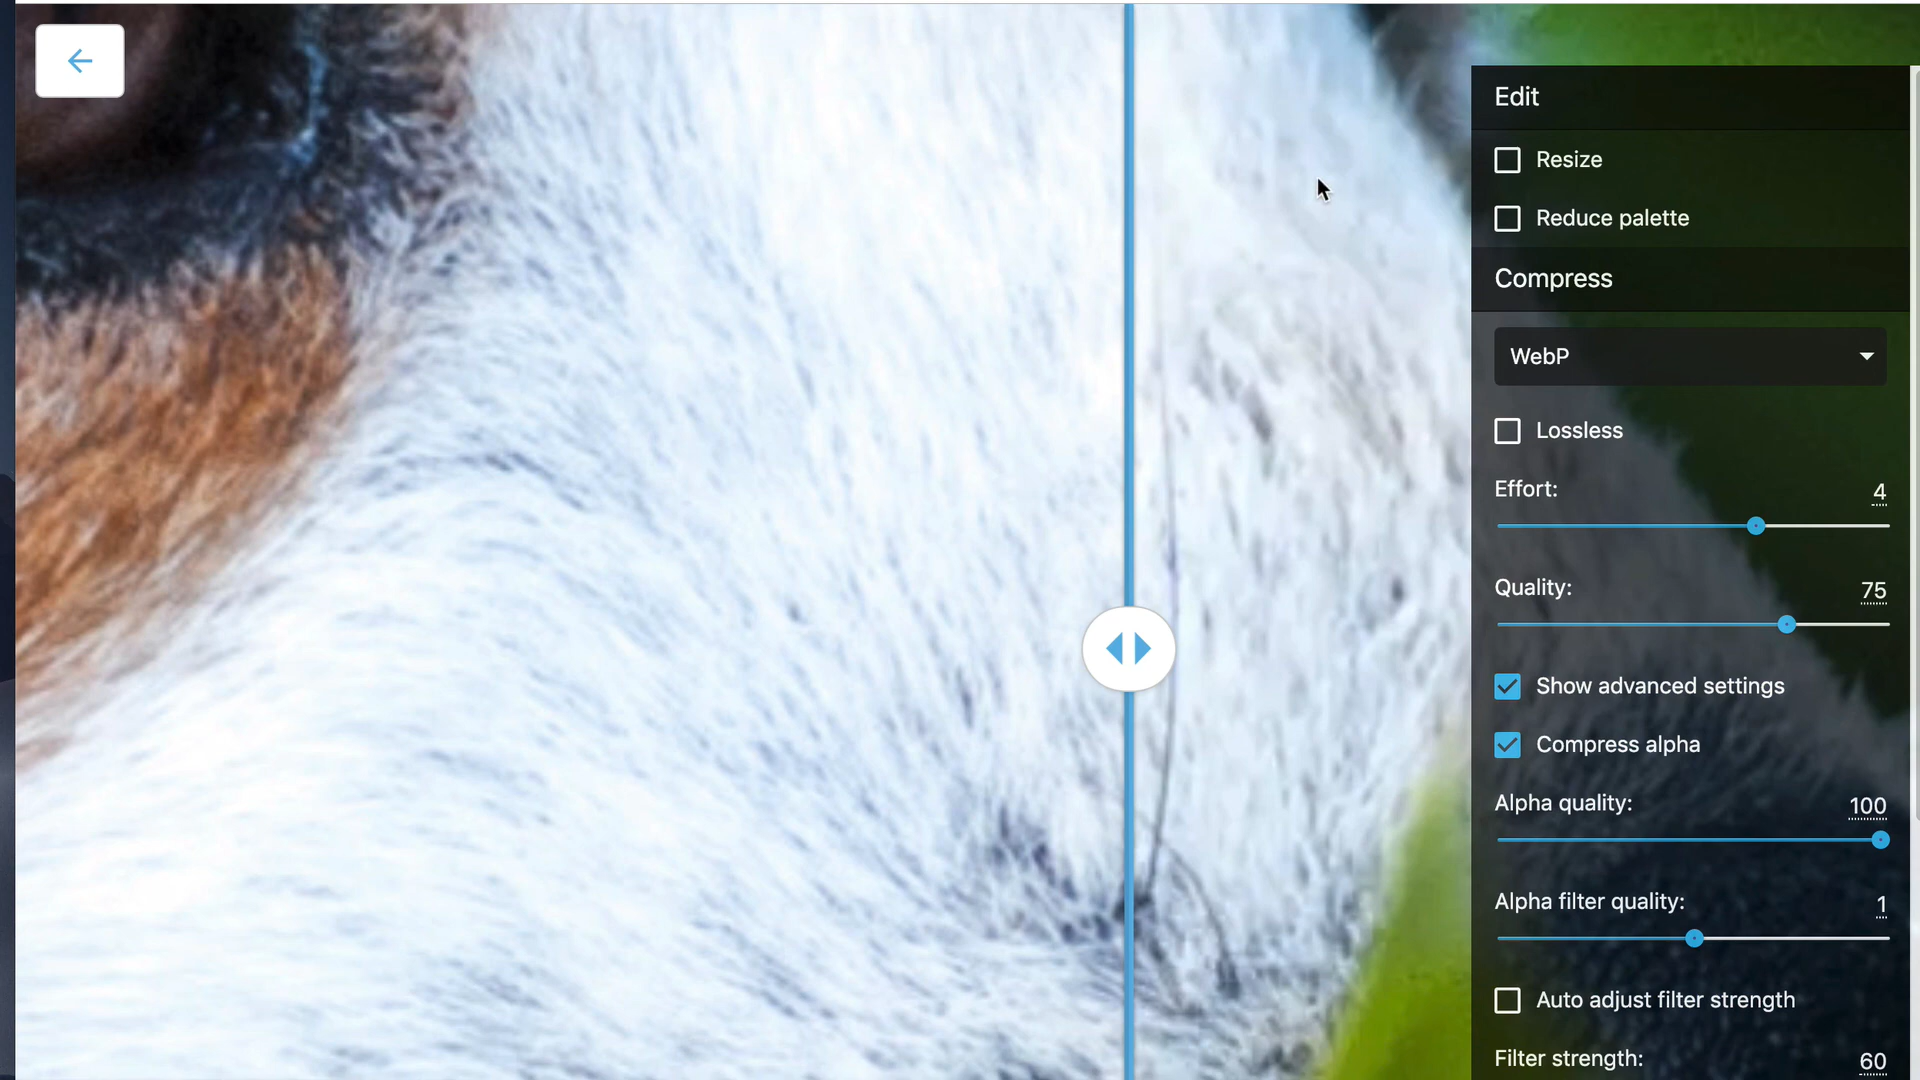 Edit
Resize
Reduce palette
Compress
WebP
Lossless
Effort: 4
Quality: 75
Show advanced settings
Compress alpha
Alpha quality: 100
Alpha filter quality: 1
Auto adjust filter strength
Filter strength: 60